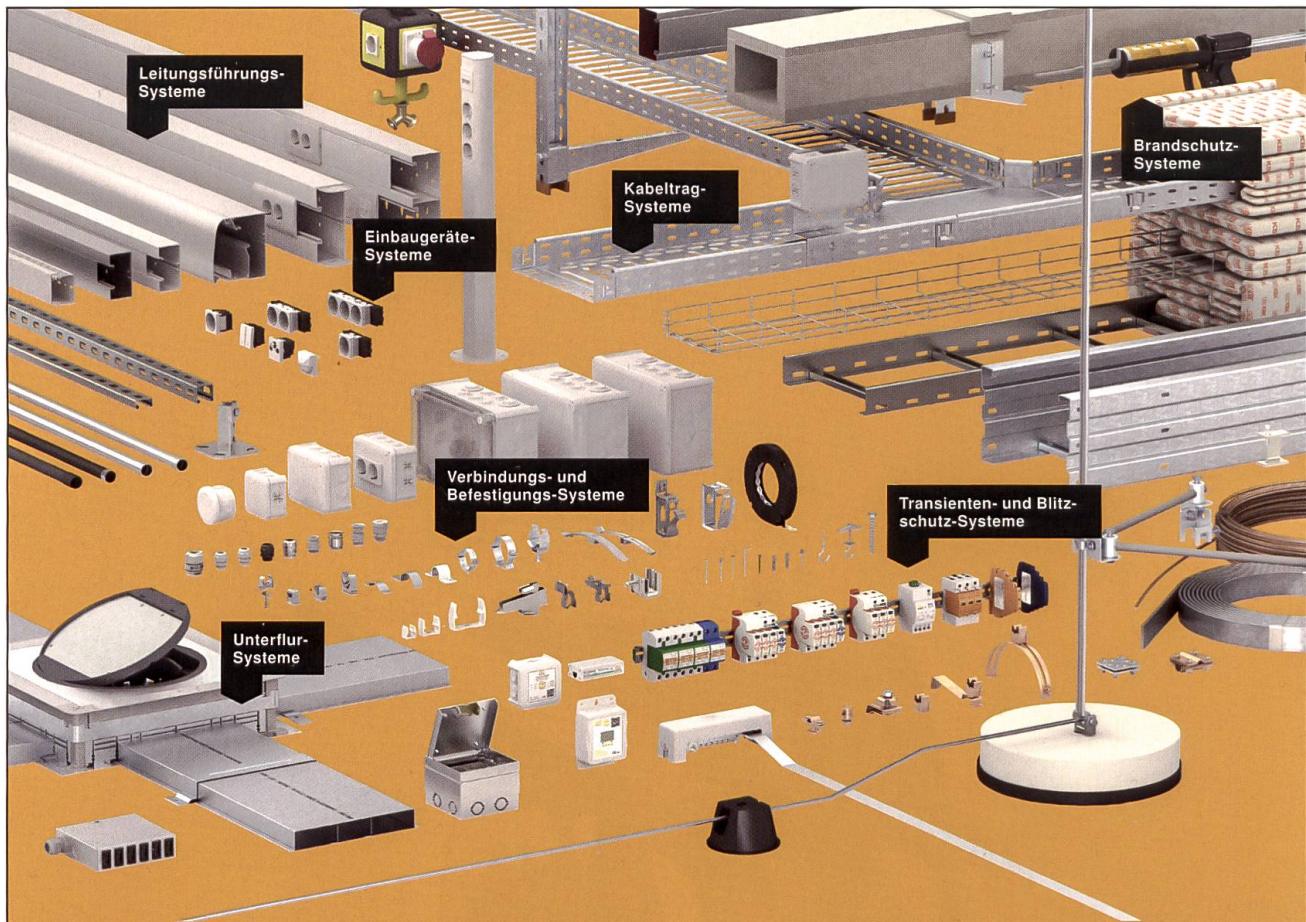 Leitungsführungs-
Systeme
Brandschutz-
Systeme
Kabeltrag-
Systeme
Einbaugeräte-
Systeme
Verbindungs- und
Befestigungs-Systeme
Transienten- und Blitz-
schutz-Systeme
Unterflur-
Systeme